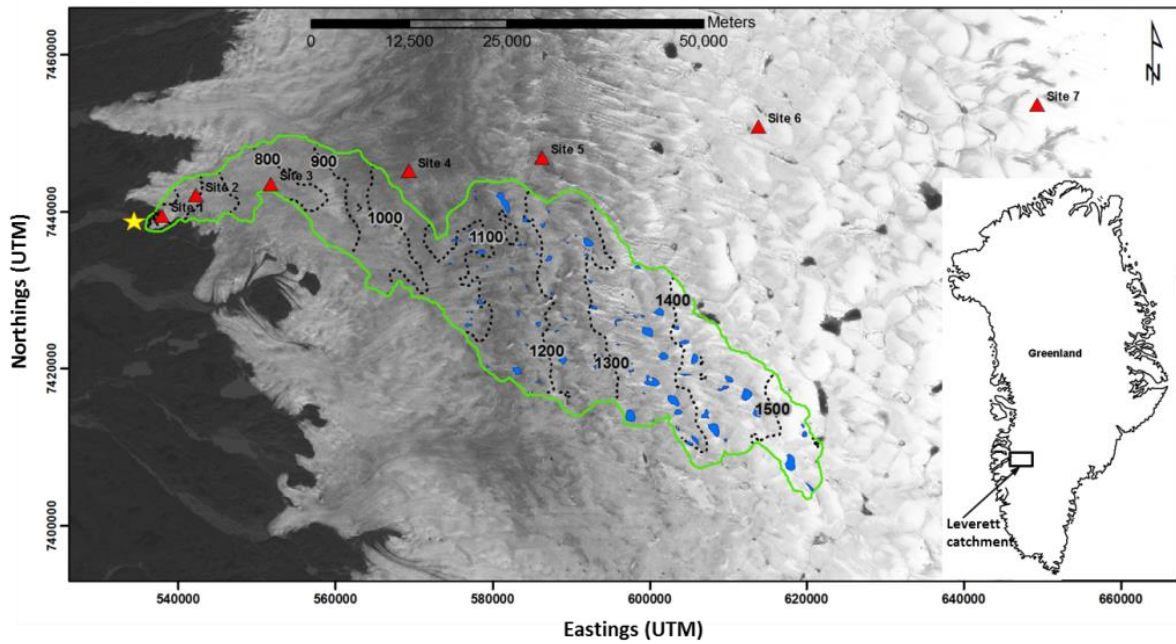 Meters
0 12,500 25,000 50,000
N
7460000
7440000
7420000
7400000
Northings (UTM)
Site 7
Site 6
Site 5
Site 4
800
900
Site 3
Site 2
Site 1
1000
1100
1400
1200
1300
1500
Greenland
Leverett
catchment
540000 560000 580000 600000 620000 640000 660000
Eastings (UTM)